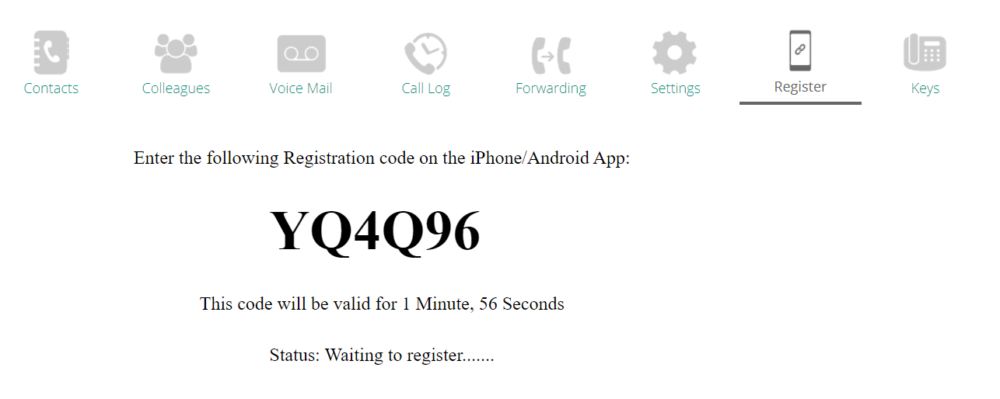 Contacts
Colleagues
Voice Mail
Call Log
Forwarding
Settings
Register
Keys
Enter the following Registration code on the iPhone/Android App:
YQ4Q96
This code will be valid for 1 Minute, 56 Seconds
Status: Waiting to register.......